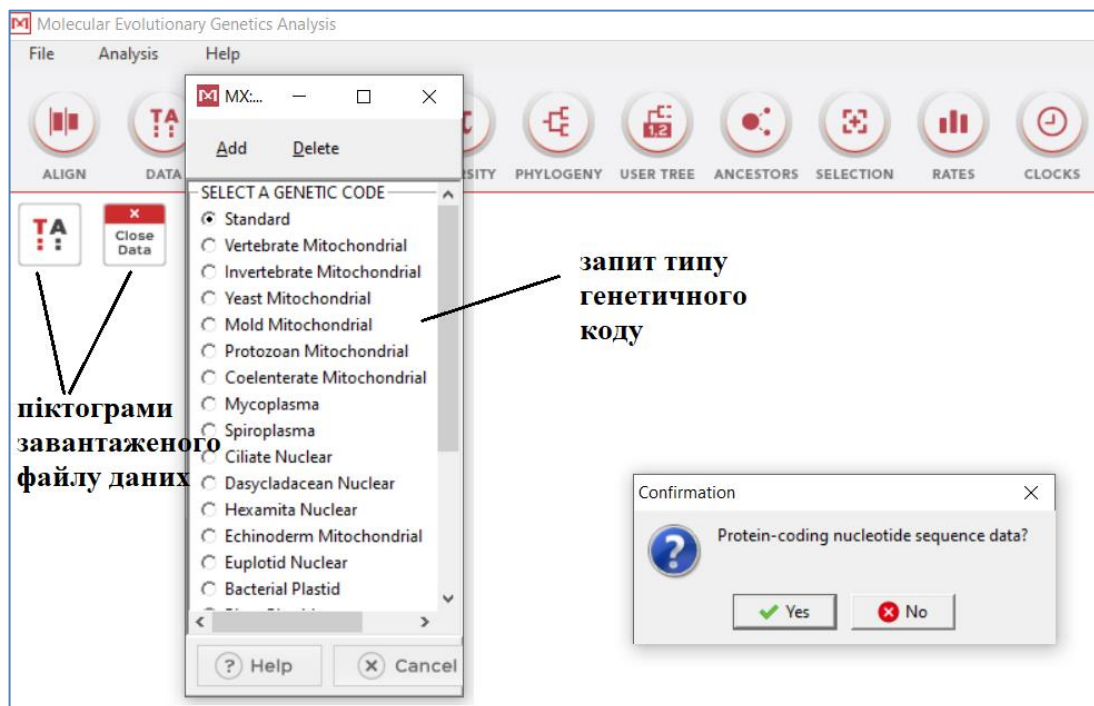 Molecular Evolutionary Genetics Analysis
File Analysis Help
MX:...
Add Delete
ALIGN DATA PHYLOGENY USER TREE ANCESTORS SELECTION RATES CLOCKS
TA
TA
Close
Data
SELECT A GENETIC CODE
Standard
Vertebrate Mitochondrial
Invertebrate Mitochondrial
Yeast Mitochondrial
Mold Mitochondrial
Protozoan Mitochondrial
Coelenterate Mitochondrial
Mycoplasma
Spiroplasma
Ciliate Nuclear
Dasycladacean Nuclear
Hexamita Nuclear
Echinoderm Mitochondrial
Euplotid Nuclear
Bacterial Plastid
Help Cancel
запит типу
генетичного
коду
піктограми
завантаженого
файлу даних
Confirmation
Protein-coding nucleotide sequence data?
Yes No